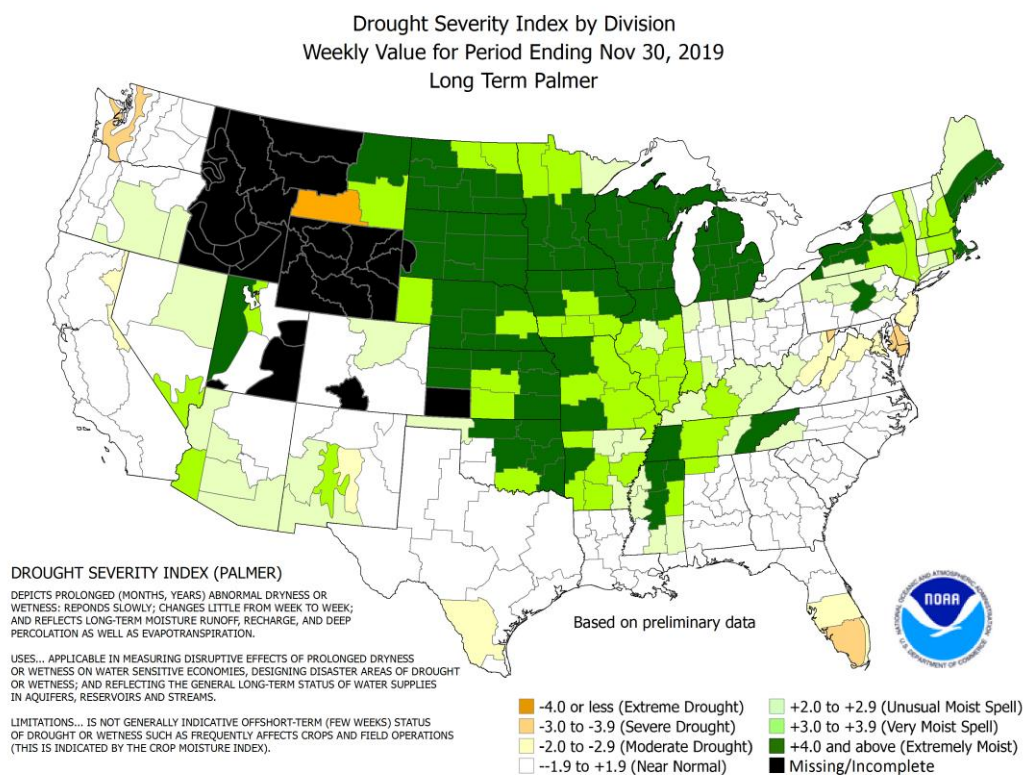 Drought Severity Index by Division
Weekly Value for Period Ending Nov 30, 2019
Long Term Palmer
DROUGHT SEVERITY INDEX (PALMER)
DEPICTS PROLONGED (MONTHS, YEARS) ABNORMAL DRYNESS OR
WETNESS: REPONDS SLOWLY; CHANGES LITTLE FROM WEEK TO WEEK;
AND REFLECTS LONG-TERM MOISTURE RUNOFF, RECHARGE, AND DEEP
PERCOLATION AS WELL AS EVAPOTRANSPIRATION.
USES... APPLICABLE IN MEASURING DISRUPTIVE EFFECTS OF PROLONGED DRYNESS
OR WETNESS ON WATER SENSITIVE ECONOMIES, DESIGNING DISASTER AREAS OF DROUGHT
OR WETNESS; AND REFLECTING THE GENERAL LONG-TERM STATUS OF WATER SUPPLIES
IN AQUIFERS, RESERVOIRS AND STREAMS.
LIMITATIONS... IS NOT GENERALLY INDICATIVE OFFSHORT-TERM (FEW WEEKS) STATUS
OF DROUGHT OR WETNESS SUCH AS FREQUENTLY AFFECTS CROPS AND FIELD OPERATIONS
(THIS IS INDICATED BY THE CROP MOISTURE INDEX).
Based on preliminary data
NATIONAL OCEANIC AND ATMOSPHERIC ADMINISTRATION
NOAA
U.S. DEPARTMENT OF COMMERCE
-4.0 or less (Extreme Drought)
-3.0 to -3.9 (Severe Drought)
-2.0 to -2.9 (Moderate Drought)
--1.9 to +1.9 (Near Normal)
+2.0 to +2.9 (Unusual Moist Spell)
+3.0 to +3.9 (Very Moist Spell)
+4.0 and above (Extremely Moist)
Missing/Incomplete